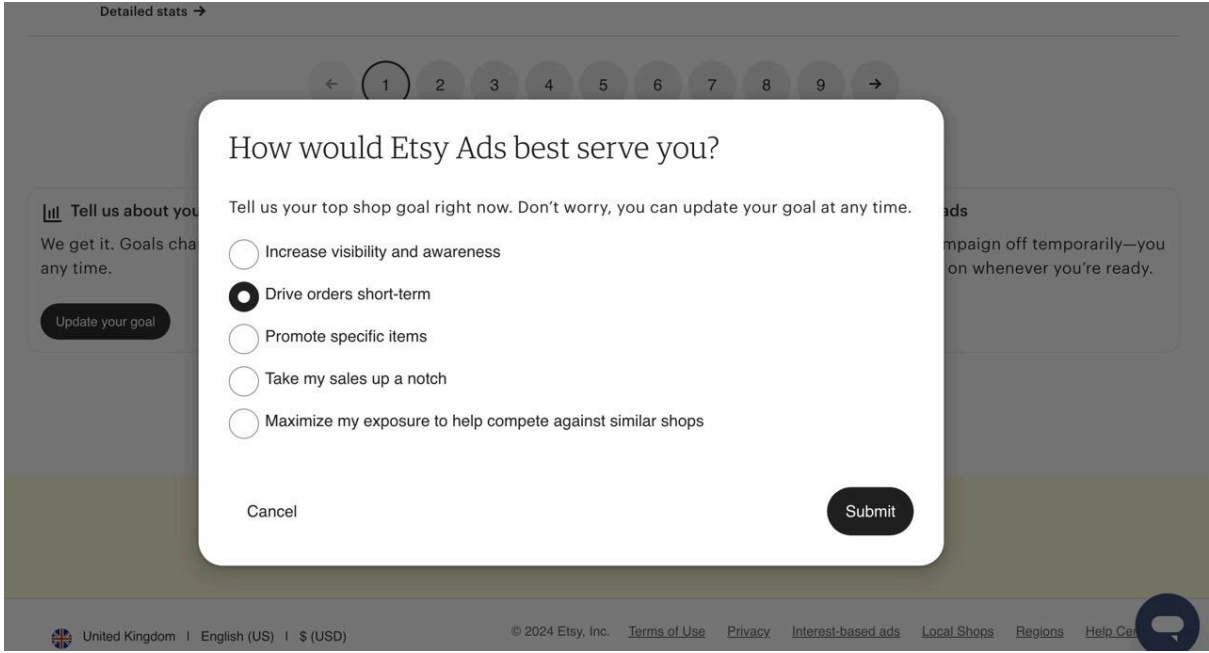 Detailed stats →
← 1 2 3 4 5 6 7 8 9 →
How would Etsy Ads best serve you?
Tell us your top shop goal right now. Don’t worry, you can update your goal at any time.
Increase visibility and awareness
Drive orders short-term
Promote specific items
Take my sales up a notch
Maximize my exposure to help compete against similar shops
Cancel
Submit
Tell us about you
We get it. Goals cha
any time.
Update your goal
ads
mpaign off temporarily—you
on whenever you’re ready.
United Kingdom | English (US) | $ (USD)
© 2024 Etsy, Inc. Terms of Use Privacy Interest-based ads Local Shops Regions Help Cen